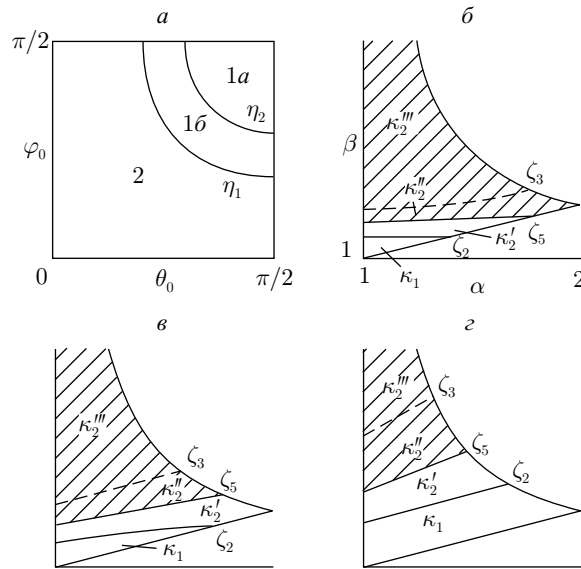 а
б
π/2
1а
1б
η₂
φ₀
2
η₁
0
θ₀
π/2
κ₂‴
β
κ₂″
ζ₃
ζ₅
κ₂′
ζ₂
1
κ₁
1
α
2
в
г
κ₂‴
ζ₃
κ₂″
ζ₅
κ₂′
κ₁
ζ₂
κ₂‴
ζ₃
κ₂″
ζ₅
κ₂′
ζ₂
κ₁